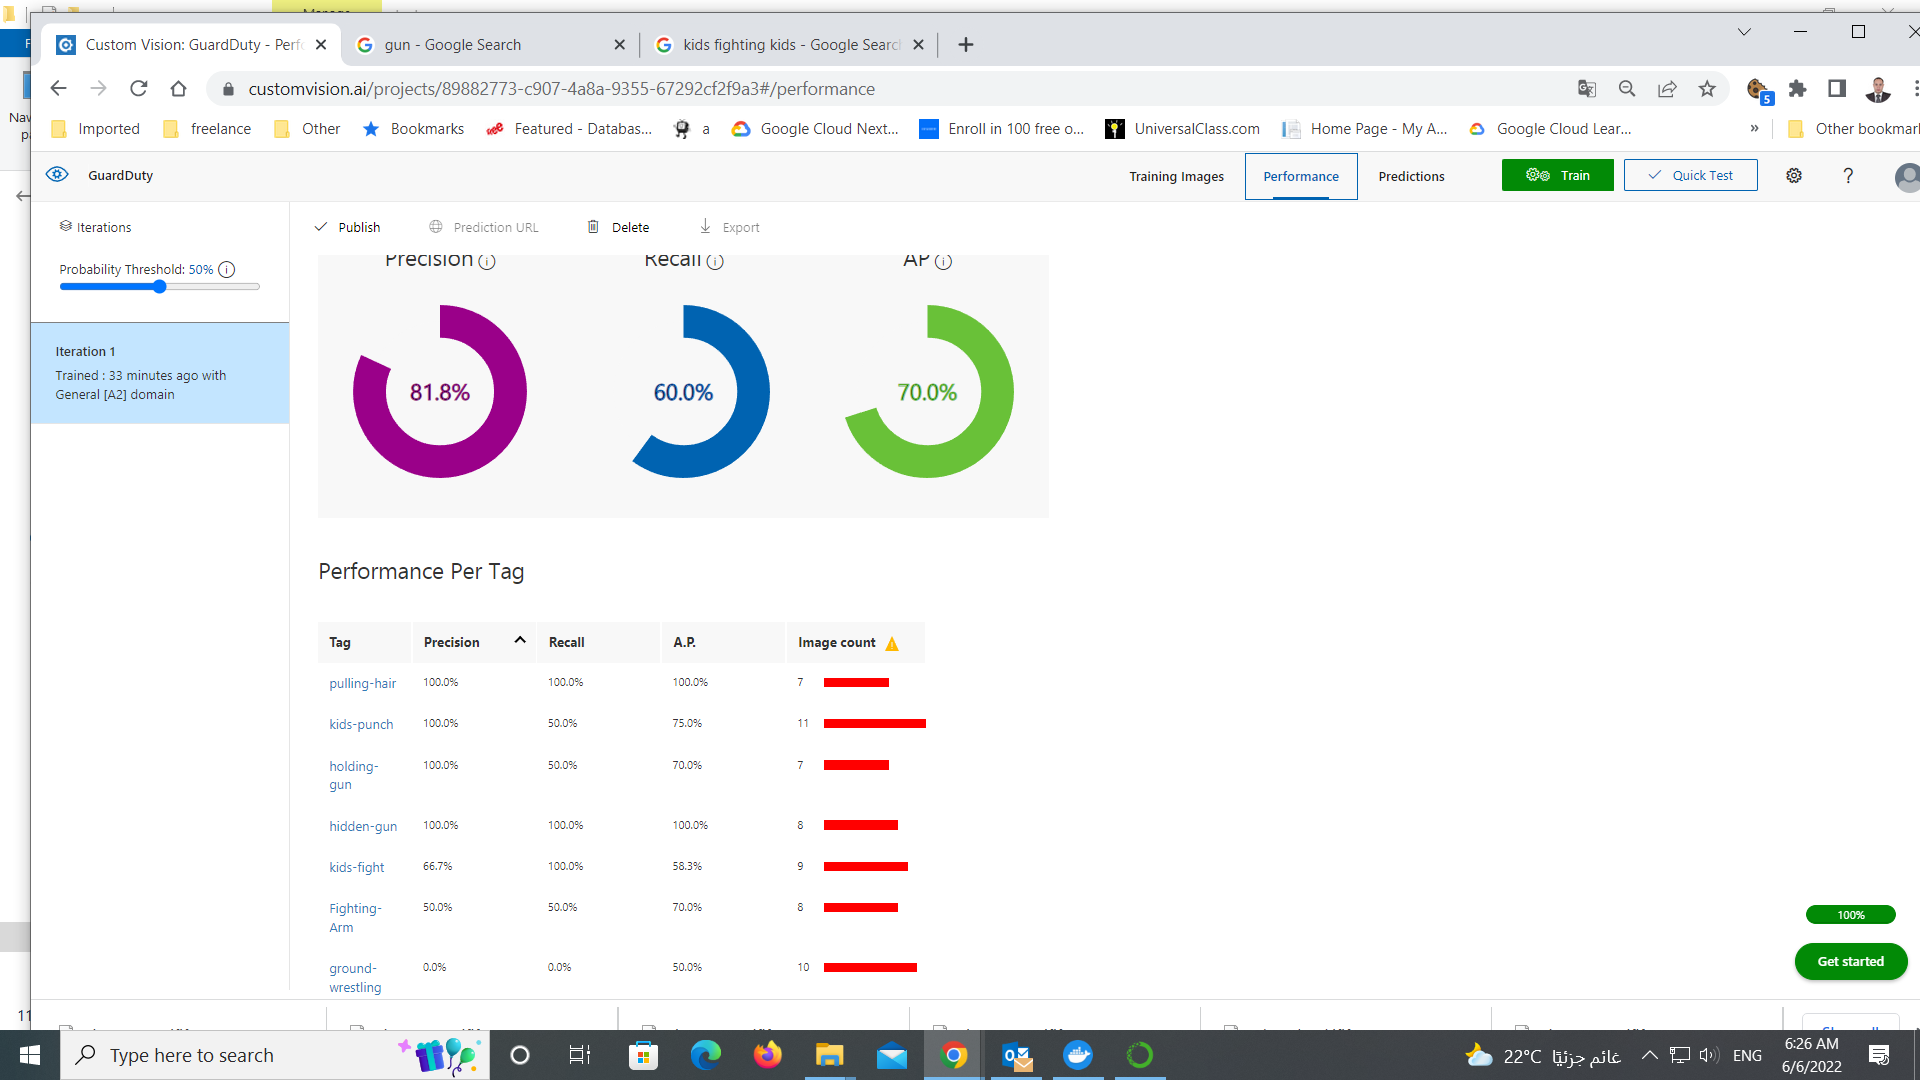 Custom Vision: GuardDuty - Perfo
gun - Google Search
kids fighting kids - Google Search
customvision.ai/projects/89882773-c907-4a8a-9355-67292cf2f9a3#/performance
5
Imported
freelance
Other
Bookmarks
Featured - Databas...
a
Google Cloud Next...
Enroll in 100 free o...
UniversalClass.com
Home Page - My A...
Google Cloud Lear...
»
Other bookmark
GuardDuty
Training Images
Performance
Predictions
Train
Quick Test
?
Iterations
Publish
Prediction URL
Delete
Export
Probability Threshold: 50%
Iteration 1
Trained : 33 minutes ago with
General [A2] domain
Precision
Recall
AP
81.8%
60.0%
70.0%
Performance Per Tag
Tag Precision Recall A.P. Image count
pulling-hair 100.0% 100.0% 100.0% 7
kids-punch 100.0% 50.0% 75.0% 11
holding-
gun 100.0% 50.0% 70.0% 7
hidden-gun 100.0% 100.0% 100.0% 8
kids-fight 66.7% 100.0% 58.3% 9
Fighting-
Arm 50.0% 50.0% 70.0% 8
ground-
wrestling 0.0% 0.0% 50.0% 10
100%
Get started
Type here to search
22°C غائم جزئيًا
ENG
6:26 AM
6/6/2022